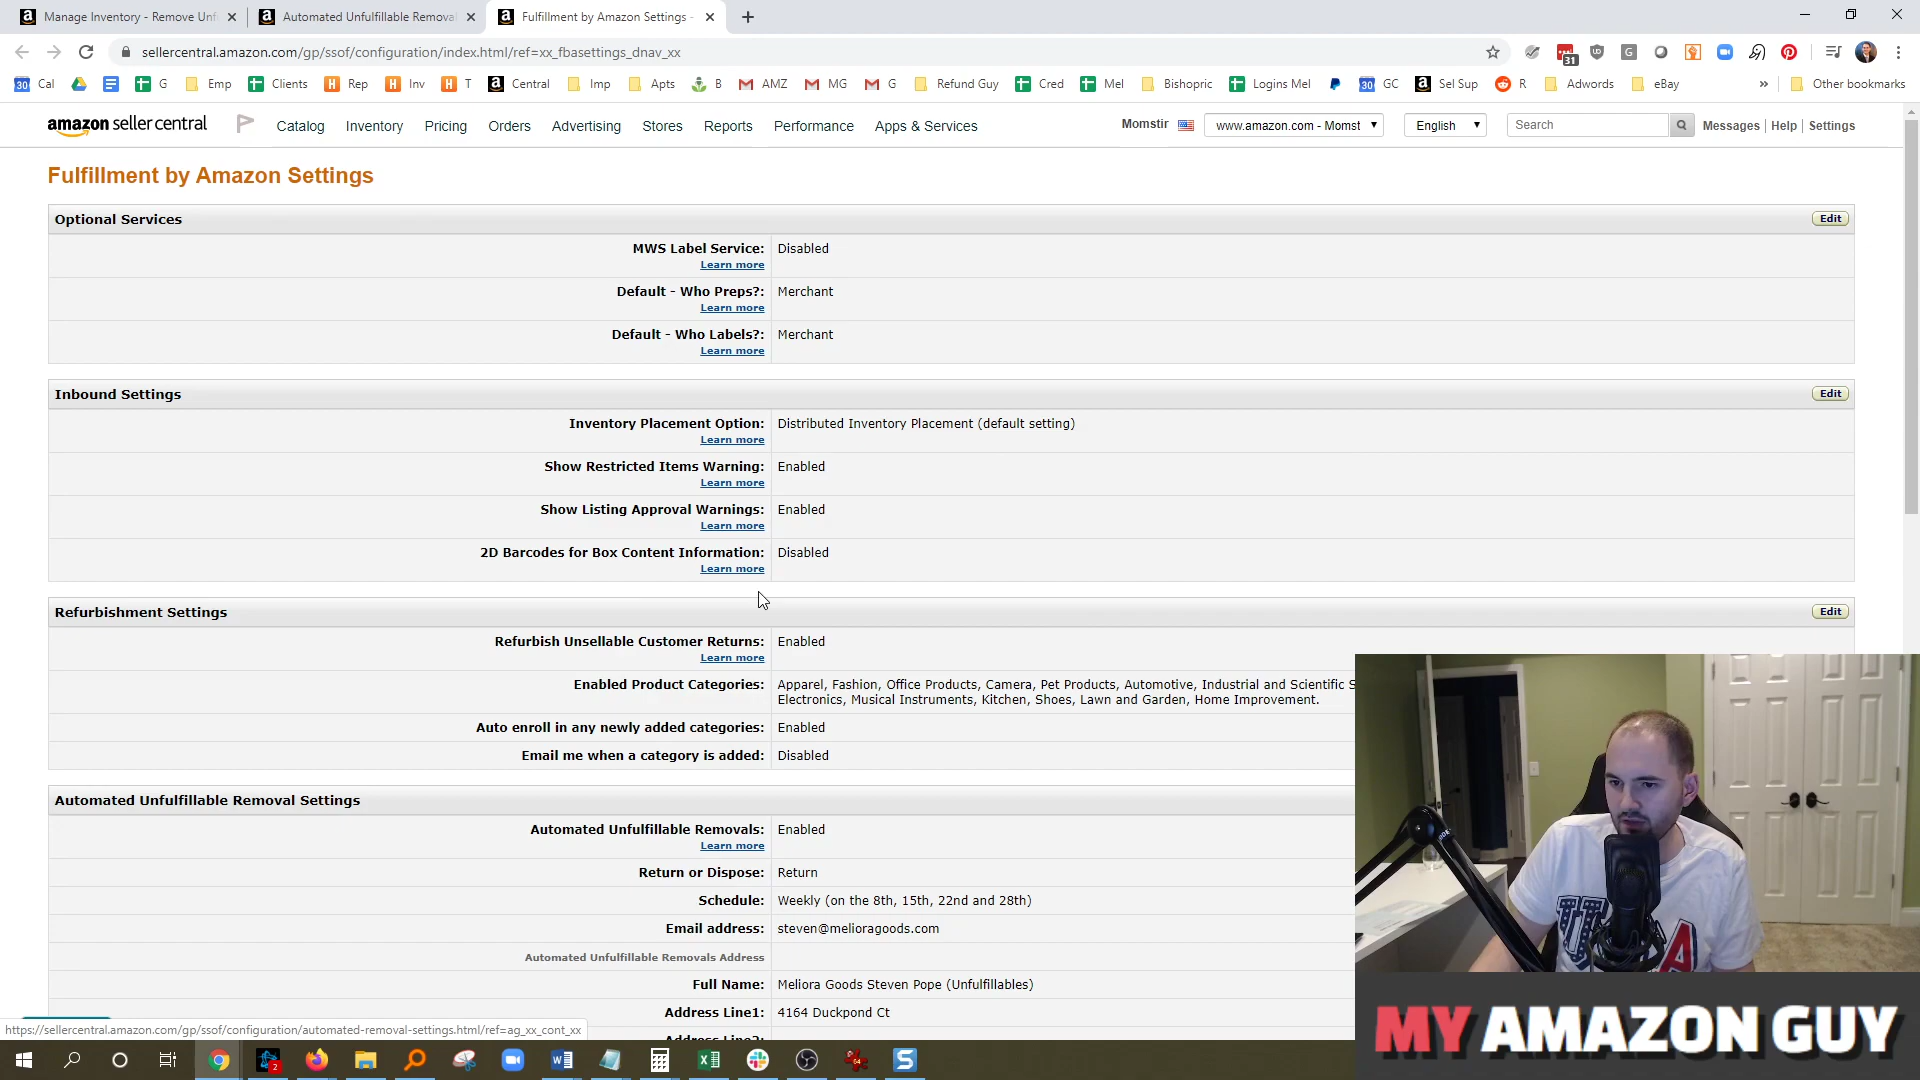 Manage Inventory - Remove Unf
Automated Unfulfillable Removal
Fulfillment by Amazon Settings -
sellercentral.amazon.com/gp/ssof/configuration/index.html/ref=xx_fbasettings_dnav_xx
31
30 Cal
G
Emp
Clients
H Rep
H Inv
H T
a Central
Imp
Apts
B
AMZ
MG
G
Refund Guy
Cred
Mel
Bishopric
Logins Mel
30 GC
a Sel Sup
R
Adwords
eBay
»
Other bookmarks
amazon seller central
Catalog
Inventory
Pricing
Orders
Advertising
Stores
Reports
Performance
Apps & Services
Momstir
www.amazon.com - Momst
English
Search
Messages | Help | Settings
Fulfillment by Amazon Settings
Optional Services
Edit
MWS Label Service: Disabled
Learn more
Default - Who Preps?: Merchant
Learn more
Default - Who Labels?: Merchant
Learn more
Inbound Settings
Edit
Inventory Placement Option: Distributed Inventory Placement (default setting)
Learn more
Show Restricted Items Warning: Enabled
Learn more
Show Listing Approval Warnings: Enabled
Learn more
2D Barcodes for Box Content Information: Disabled
Learn more
Refurbishment Settings
Edit
Refurbish Unsellable Customer Returns: Enabled
Learn more
Enabled Product Categories: Apparel, Fashion, Office Products, Camera, Pet Products, Automotive, Industrial and Scientific S
Electronics, Musical Instruments, Kitchen, Shoes, Lawn and Garden, Home Improvement.
Auto enroll in any newly added categories: Enabled
Email me when a category is added: Disabled
Automated Unfulfillable Removal Settings
Automated Unfulfillable Removals: Enabled
Learn more
Return or Dispose: Return
Schedule: Weekly (on the 8th, 15th, 22nd and 28th)
Email address: steven@melioragoods.com
Automated Unfulfillable Removals Address
Full Name: Meliora Goods Steven Pope (Unfulfillables)
Address Line1: 4164 Duckpond Ct
https://sellercentral.amazon.com/gp/ssof/configuration/automated-removal-settings.html/ref=ag_xx_cont_xx
MY AMAZON GUY